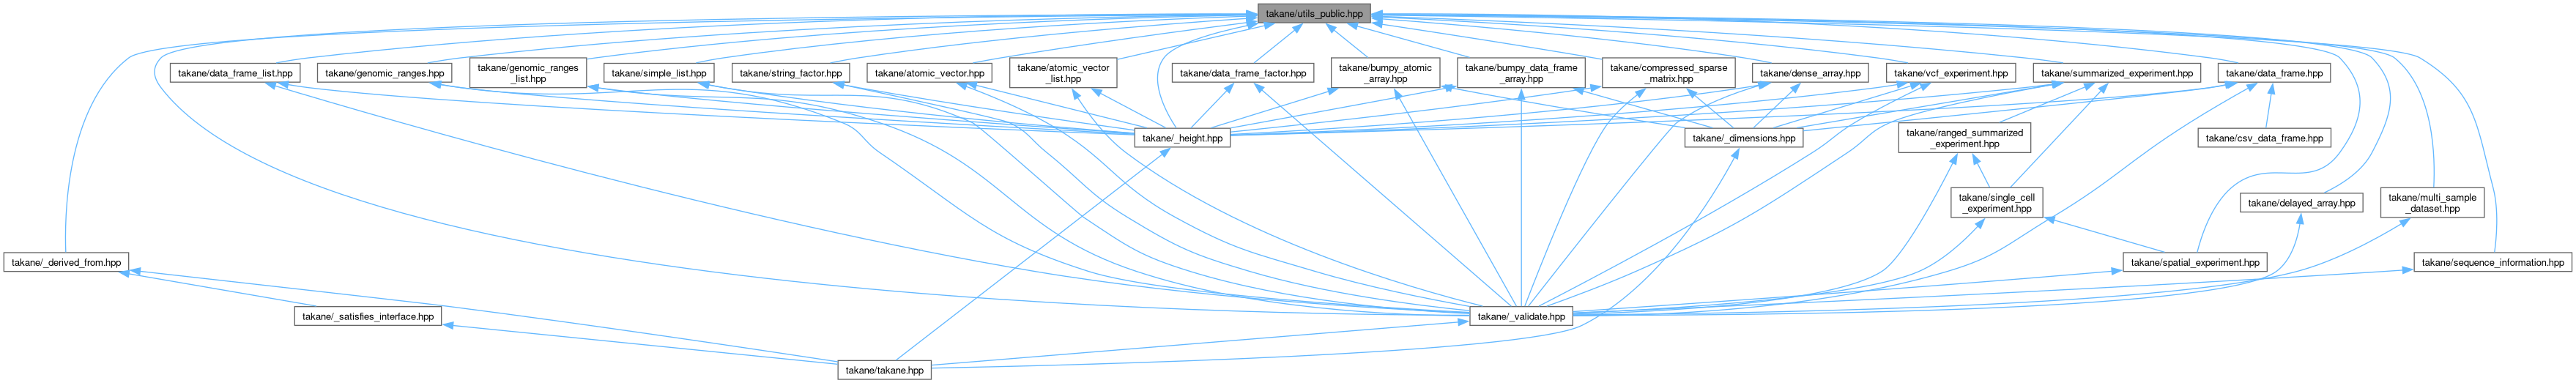 takane/utils_public.hpp
takane/data_frame_list.hpp
takane/genomic_ranges.hpp
takane/genomic_ranges
_list.hpp
takane/simple_list.hpp
takane/string_factor.hpp
takane/atomic_vector.hpp
takane/atomic_vector
_list.hpp
takane/data_frame_factor.hpp
takane/bumpy_atomic
_array.hpp
takane/bumpy_data_frame
_array.hpp
takane/compressed_sparse
_matrix.hpp
takane/dense_array.hpp
takane/vcf_experiment.hpp
takane/summarized_experiment.hpp
takane/data_frame.hpp
takane/_height.hpp
takane/_dimensions.hpp
takane/ranged_summarized
_experiment.hpp
takane/csv_data_frame.hpp
takane/single_cell
_experiment.hpp
takane/delayed_array.hpp
takane/multi_sample
_dataset.hpp
takane/_derived_from.hpp
takane/spatial_experiment.hpp
takane/sequence_information.hpp
takane/_satisfies_interface.hpp
takane/_validate.hpp
takane/takane.hpp